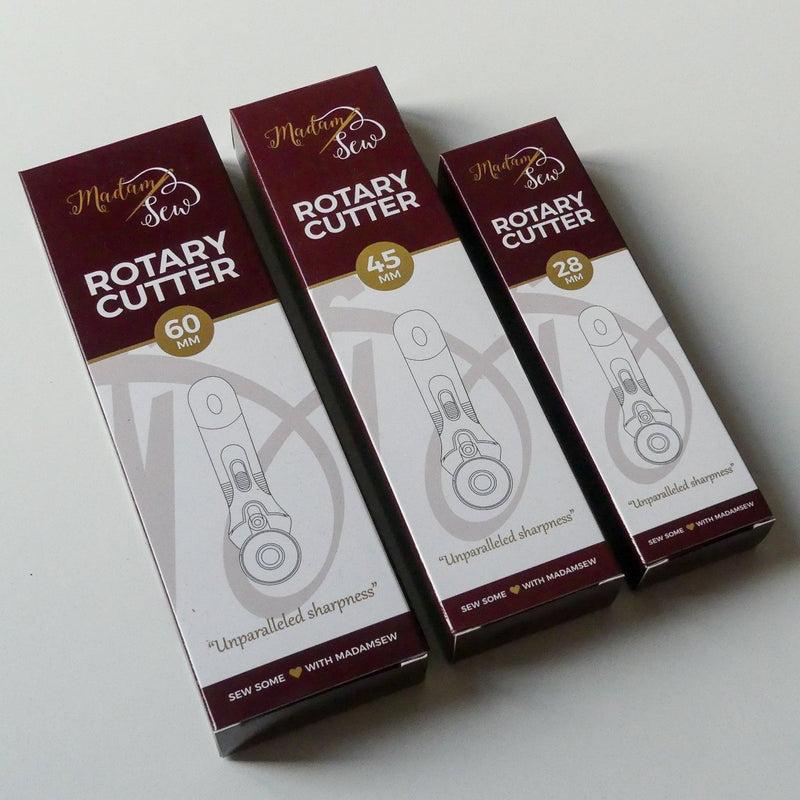 Madam
Sew
ROTARY
CUTTER
60
MM
“Unparalleled sharpness”
SEW SOME WITH MADAMSEW
Madam
Sew
ROTARY
CUTTER
45
MM
“Unparalleled sharpness”
SEW SOME WITH MADAMSEW
Madam
Sew
ROTARY
CUTTER
28
MM
“Unparalleled sharpness”
SEW SOME WITH MADAMSEW